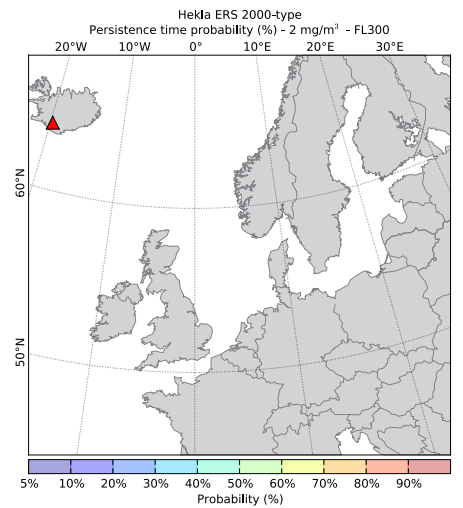 Hekla ERS 2000-type
Persistence time probability (%) - 2 mg/m³ - FL300
20°W 10°W 0° 10°E 20°E 30°E
60°N
50°N
5% 10% 20% 30% 40% 50% 60% 70% 80% 90%
Probability (%)